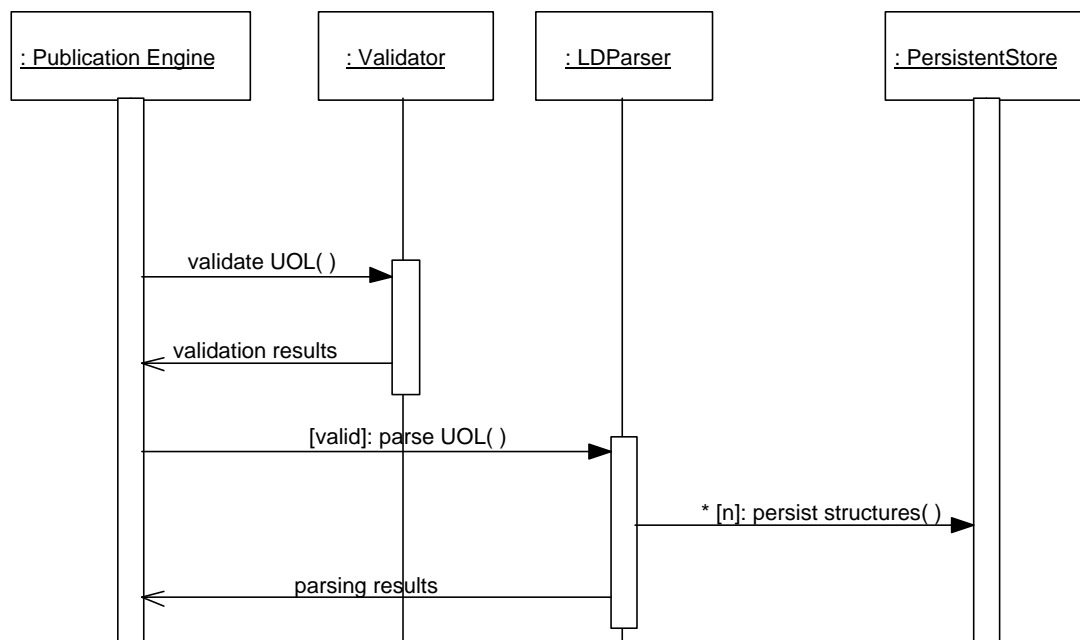 : Publication Engine
: Validator
: LDParser
: PersistentStore
validate UOL( )
validation results
[valid]: parse UOL( )
* [n]: persist structures( )
parsing results